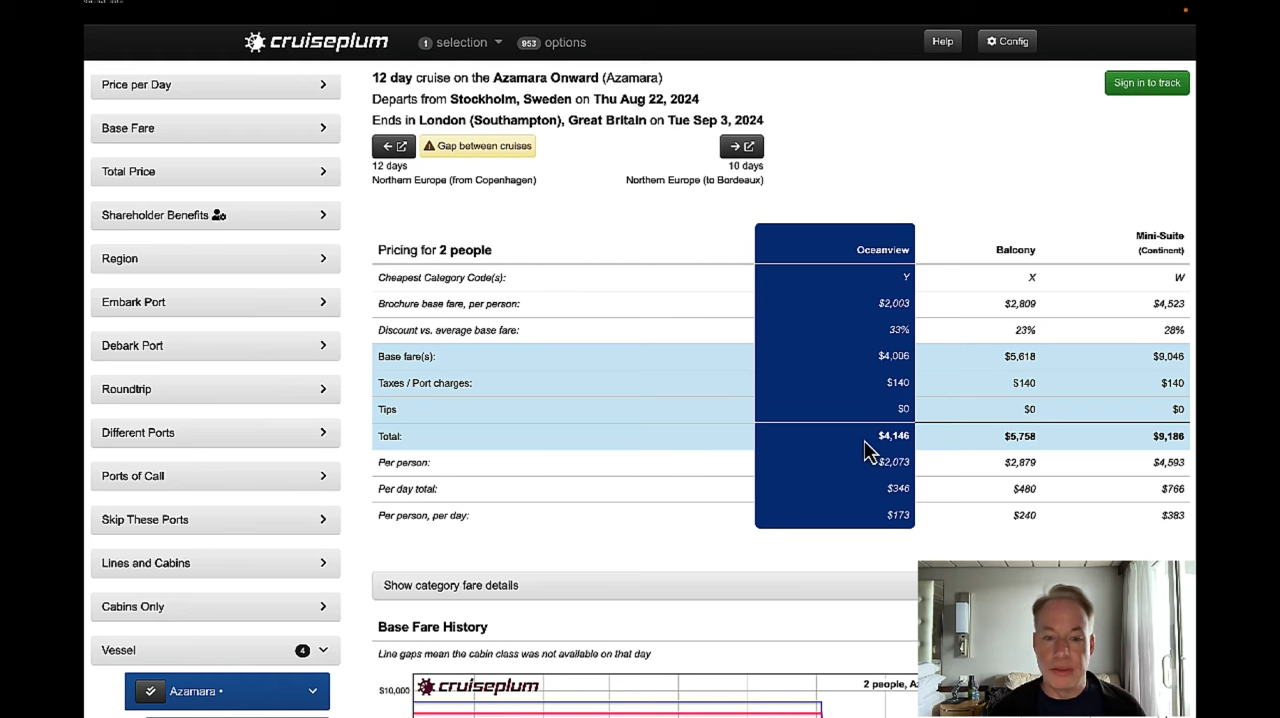 cruiseplum
1 selection
953 options
Help
Config
Price per Day
Base Fare
Total Price
Shareholder Benefits
Region
Embark Port
Debark Port
Roundtrip
Different Ports
Ports of Call
Skip These Ports
Lines and Cabins
Cabins Only
Vessel 4
Azamara •
12 day cruise on the Azamara Onward (Azamara)
Departs from Stockholm, Sweden on Thu Aug 22, 2024
Ends in London (Southampton), Great Britain on Tue Sep 3, 2024
Sign in to track
Gap between cruises
12 days 10 days
Northern Europe (from Copenhagen) Northern Europe (to Bordeaux)
Pricing for 2 people Oceanview Balcony Mini-Suite (Continent)
Cheapest Category Code(s): Y X W
Brochure base fare, per person: $2,003 $2,809 $4,523
Discount vs. average base fare: 33% 23% 28%
Base fare(s): $4,006 $5,618 $9,046
Taxes / Port charges: $140 $140 $140
Tips $0 $0 $0
Total: $4,146 $5,758 $9,186
Per person: $2,073 $2,879 $4,593
Per day total: $346 $480 $766
Per person, per day: $173 $240 $383
Show category fare details
Base Fare History
Line gaps mean the cabin class was not available on that day
$10,000
cruiseplum
2 people,